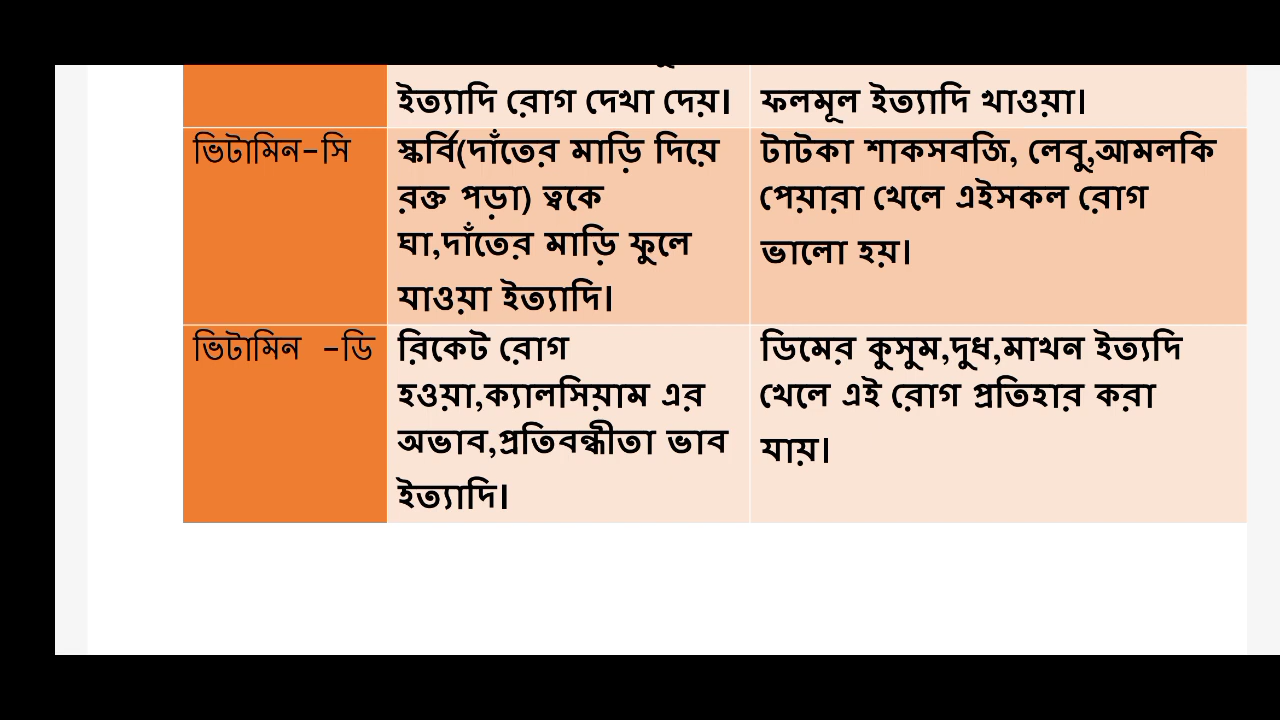 ইত্যাদি রোগ দেখা দেয়।
ফলমূল ইত্যাদি খাওয়া।
ভিটামিন-সি
স্কর্বি(দাঁতের মাড়ি দিয়ে
রক্ত পড়া) ত্বকে
ঘা,দাঁতের মাড়ি ফুলে
যাওয়া ইত্যাদি।
টাটকা শাকসবজি, লেবু,আমলকি
পেয়ারা খেলে এইসকল রোগ
ভালো হয়।
ভিটামিন -ডি
রিকেট রোগ
হওয়া,ক্যালসিয়াম এর
অভাব,প্রতিবন্ধীতা ভাব
ইত্যাদি।
ডিমের কুসুম,দুধ,মাখন ইত্যদি
খেলে এই রোগ প্রতিহার করা
যায়।